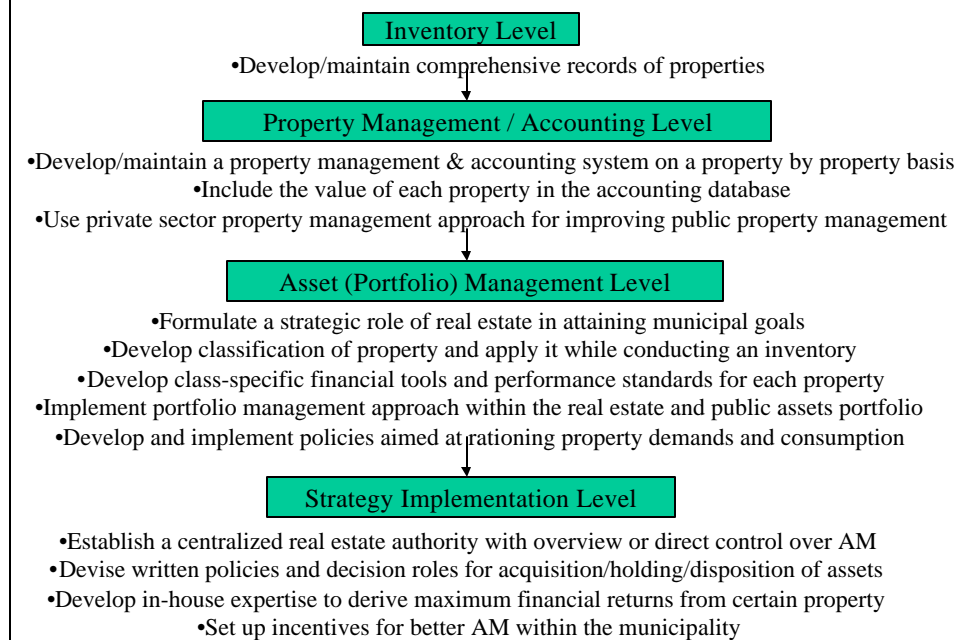 Inventory Level
•Develop/maintain comprehensive records of properties
Property Management / Accounting Level
•Develop/maintain a property management & accounting system on a property by property basis
•Include the value of each property in the accounting database
•Use private sector property management approach for improving public property management
Asset (Portfolio) Management Level
•Formulate a strategic role of real estate in attaining municipal goals
•Develop classification of property and apply it while conducting an inventory
•Develop class-specific financial tools and performance standards for each property
•Implement portfolio management approach within the real estate and public assets portfolio
•Develop and implement policies aimed at rationing property demands and consumption
Strategy Implementation Level
•Establish a centralized real estate authority with overview or direct control over AM
•Devise written policies and decision roles for acquisition/holding/disposition of assets
•Develop in-house expertise to derive maximum financial returns from certain property
•Set up incentives for better AM within the municipality